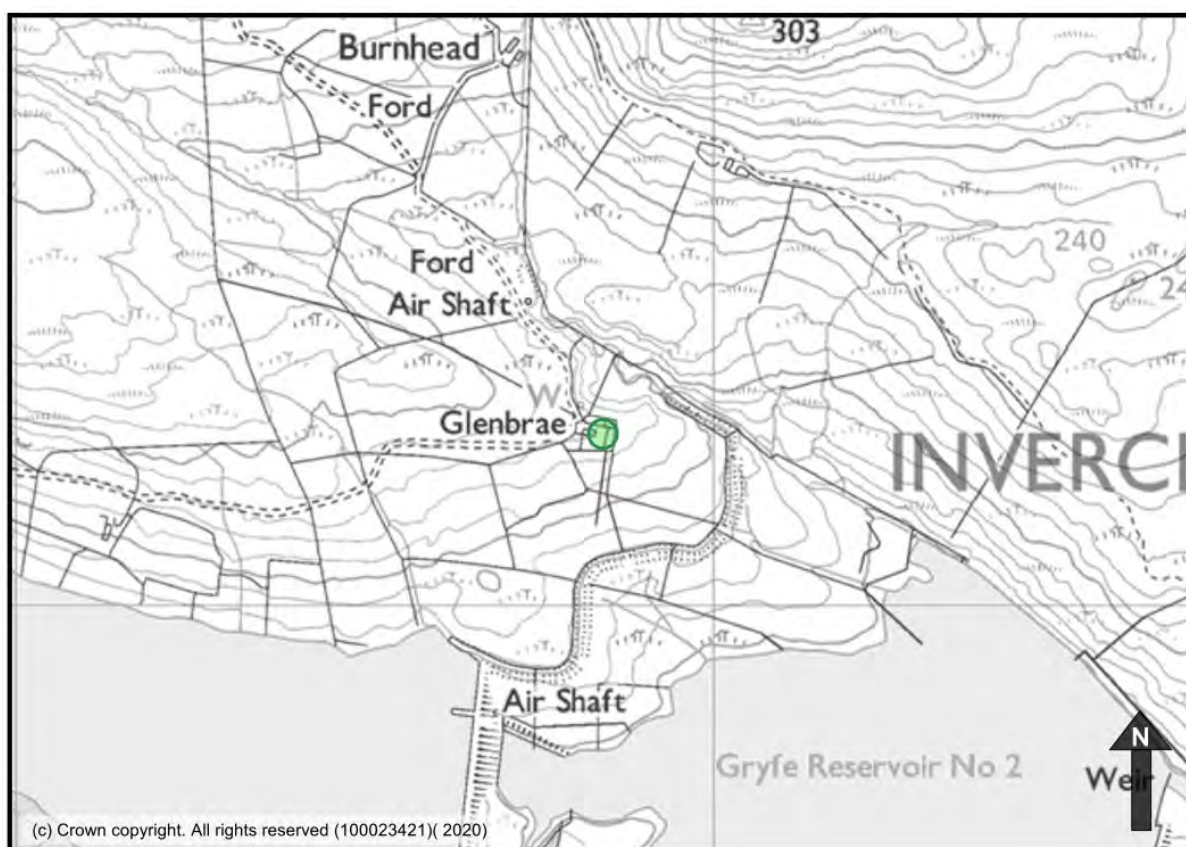 303
Burnhead
Ford
240
Ford
Air Shaft
W
Glenbrae
INVERCL
Air Shaft
Gryfe Reservoir No 2
N
Weir
(c) Crown copyright. All rights reserved (100023421)( 2020)